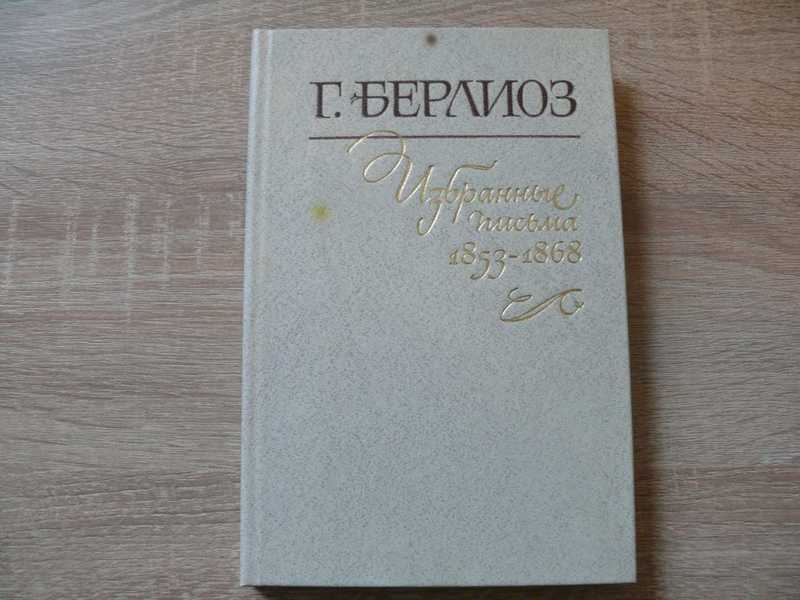 Г. БЕРЛИОЗ
Избранные
письма
1853-1868